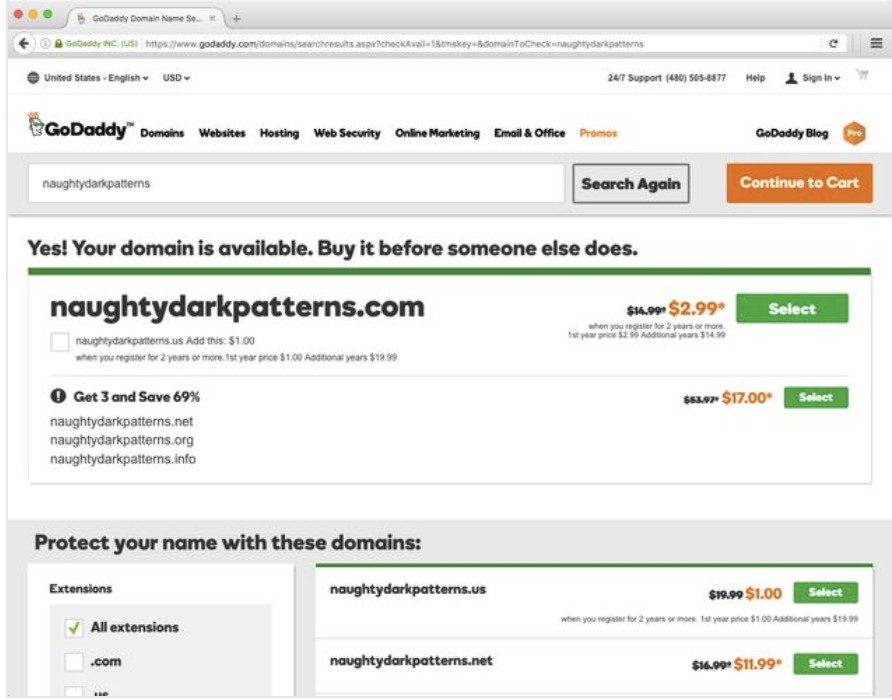 GoDaddy Domain Name Se... × +
GoDaddy INC. (US) https://www.godaddy.com/domains/searchresults.aspx?checkAvail=1&tmskey=&domainToCheck=naughtydarkpatterns
United States - English USD 24/7 Support (480) 505-8877 Help Sign In
GoDaddy™ Domains Websites Hosting Web Security Online Marketing Email & Office Promos GoDaddy Blog Pro
naughtydarkpatterns Search Again Continue to Cart
Yes! Your domain is available. Buy it before someone else does.
naughtydarkpatterns.com $14.99* $2.99* Select
when you register for 2 years or more.
1st year price $2.99 Additional years $14.99
naughtydarkpatterns.us Add this: $1.00
when you register for 2 years or more.1st year price $1.00 Additional years $19.99
Get 3 and Save 69% $53.97* $17.00* Select
naughtydarkpatterns.net
naughtydarkpatterns.org
naughtydarkpatterns.info
Protect your name with these domains:
Extensions
All extensions
.com
.us
naughtydarkpatterns.us $19.99 $1.00 Select
when you register for 2 years or more. 1st year price $1.00 Additional years $19.99
naughtydarkpatterns.net $16.99* $11.99* Select